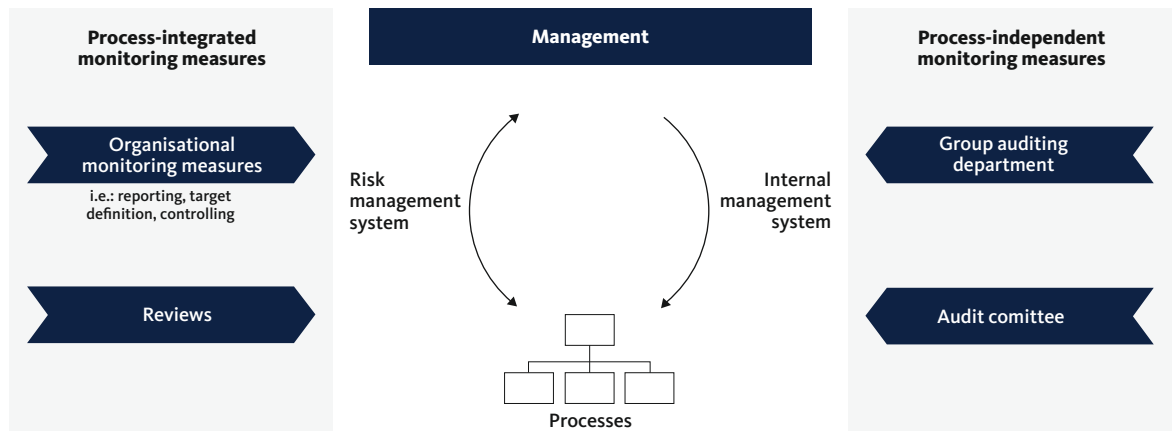 Process-integrated
monitoring measures
Organisational
monitoring measures
i.e.: reporting, target
definition, controlling
Reviews
Management
Risk
management
system
Internal
management
system
Processes
Process-independent
monitoring measures
Group auditing
department
Audit comittee